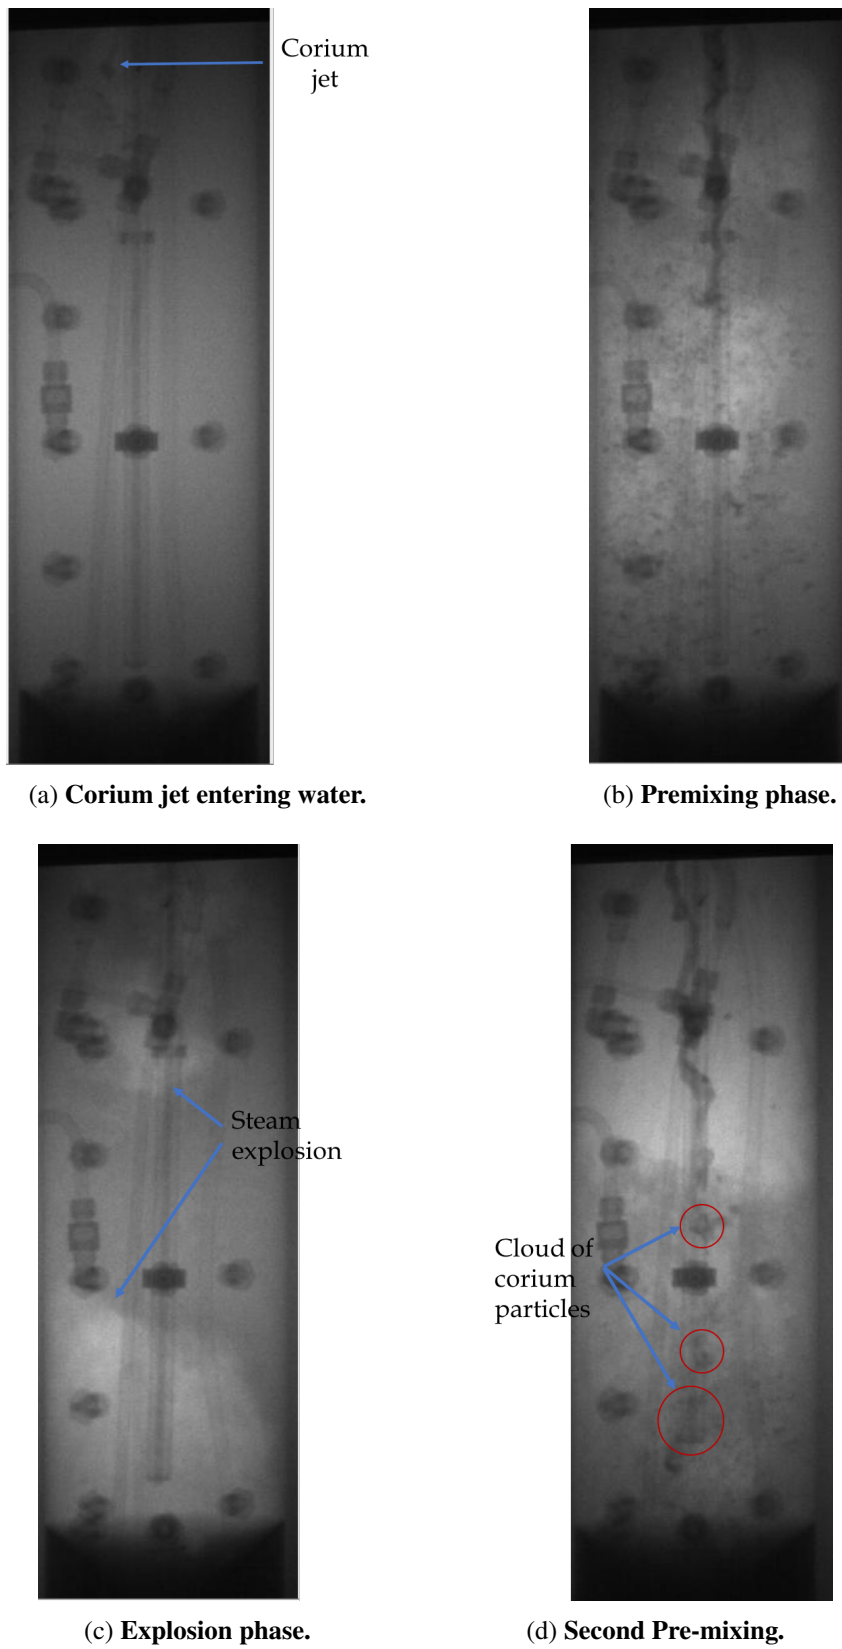 Corium
jet
(a) Corium jet entering water.
(b) Premixing phase.
Steam
explosion
Cloud of
corium
particles
(c) Explosion phase.
(d) Second Pre-mixing.